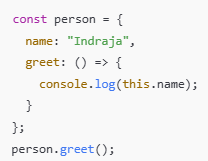 const person = {
  name: "Indraja",
  greet: () => {
    console.log(this.name);
  }
};
person.greet();